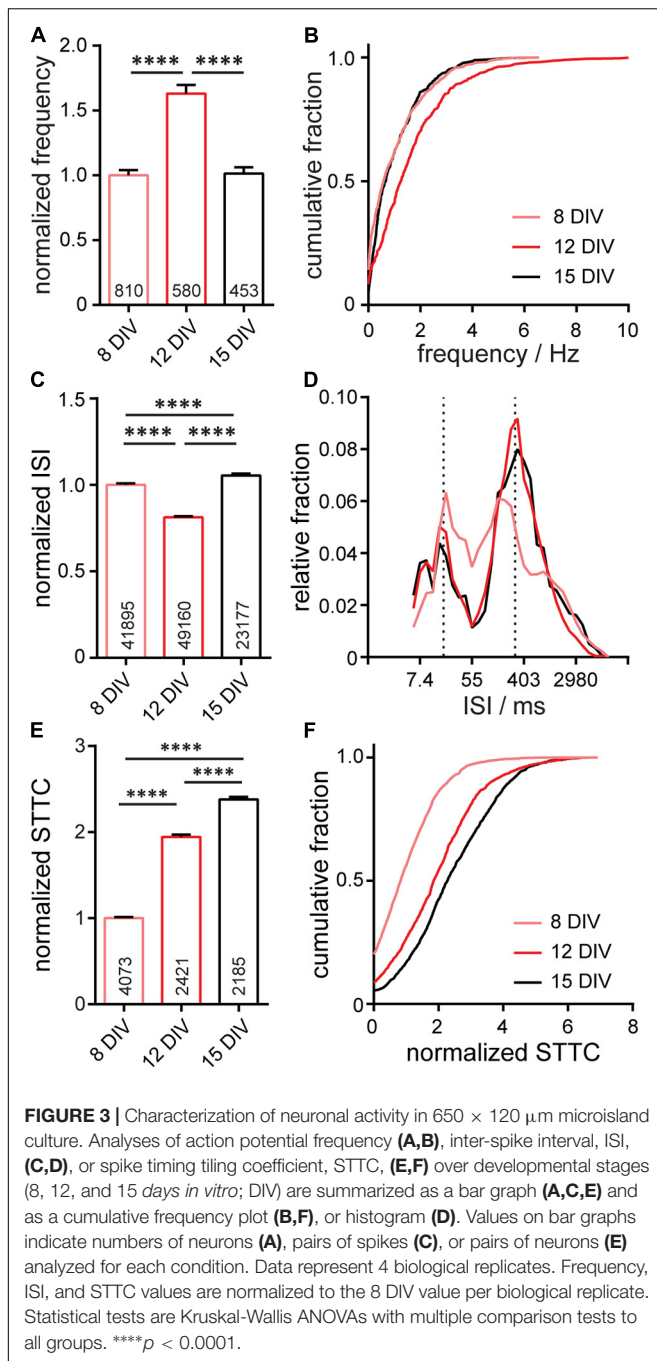 A
normalized frequency
2.0
1.5
1.0
0.5
0
****
****
810
580
453
8 DIV
12 DIV
15 DIV
B
cumulative fraction
1.0
0.5
0
8 DIV
12 DIV
15 DIV
0
2
4
6
8
10
frequency / Hz
C
normalized ISI
1.5
1.0
0.5
0
****
****
****
41895
49160
23177
8 DIV
12 DIV
15 DIV
D
relative fraction
0.10
0.08
0.06
0.04
0.02
0
7.4
55
403
2980
ISI / ms
E
normalized STTC
3
2
1
0
****
****
****
4073
2421
2185
8 DIV
12 DIV
15 DIV
F
cumulative fraction
1.0
0.5
0
8 DIV
12 DIV
15 DIV
0
2
4
6
8
normalized STTC
FIGURE 3 | Characterization of neuronal activity in 650 × 120 μm microisland
culture. Analyses of action potential frequency (A,B), inter-spike interval, ISI,
(C,D), or spike timing tiling coefficient, STTC, (E,F) over developmental stages
(8, 12, and 15 days in vitro; DIV) are summarized as a bar graph (A,C,E) and
as a cumulative frequency plot (B,F), or histogram (D). Values on bar graphs
indicate numbers of neurons (A), pairs of spikes (C), or pairs of neurons (E)
analyzed for each condition. Data represent 4 biological replicates. Frequency,
ISI, and STTC values are normalized to the 8 DIV value per biological replicate.
Statistical tests are Kruskal-Wallis ANOVAs with multiple comparison tests to
all groups. ****p < 0.0001.